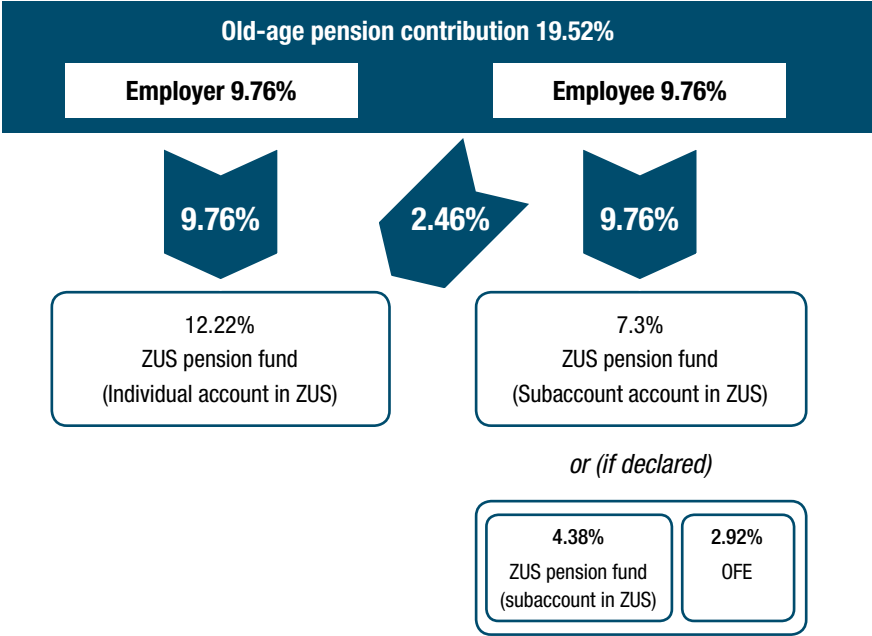 Old-age pension contribution 19.52%
Employer 9.76%
Employee 9.76%
9.76%
2.46%
9.76%
12.22%
ZUS pension fund
(Individual account in ZUS)
7.3%
ZUS pension fund
(Subaccount account in ZUS)
or (if declared)
4.38%
ZUS pension fund
(subaccount in ZUS)
2.92%
OFE